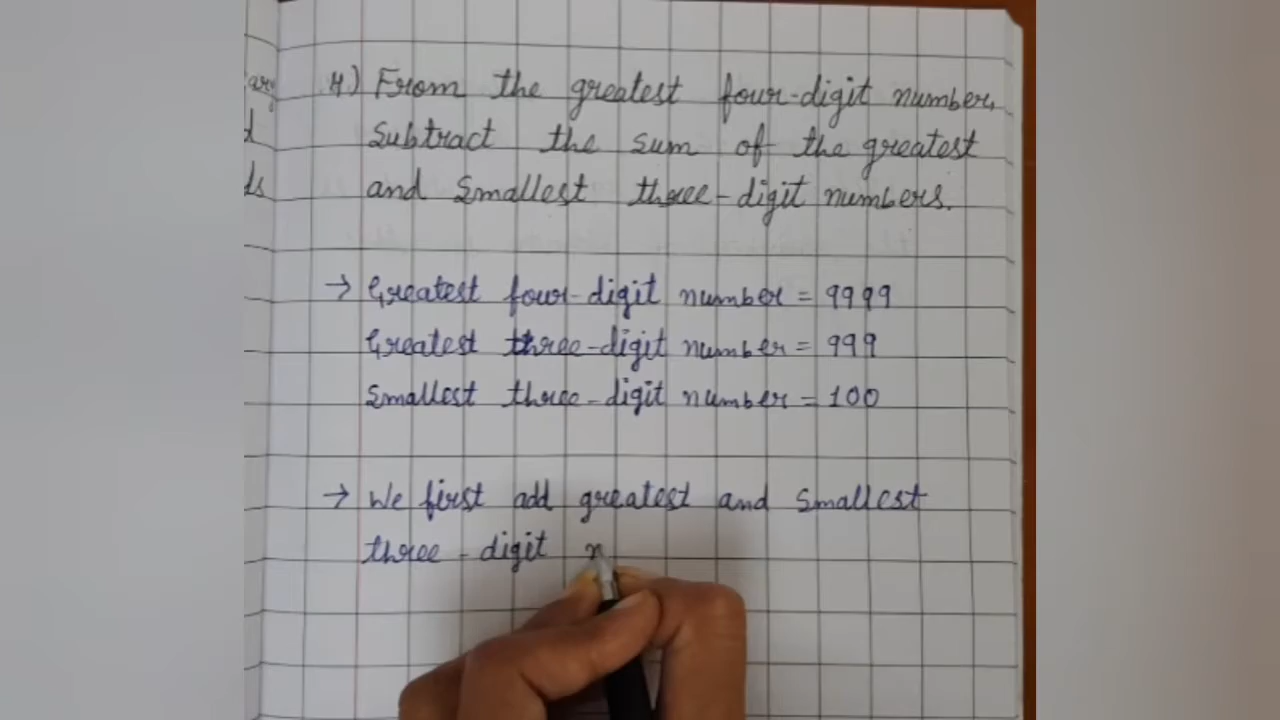 ary
d
ds
4) From the greatest four-digit number,
subtract the sum of the greatest
and smallest three-digit numbers.
→ Greatest four-digit number = 9999
Greatest three-digit number = 999
Smallest three-digit number = 100
→ We first add greatest and smallest
three-digit n